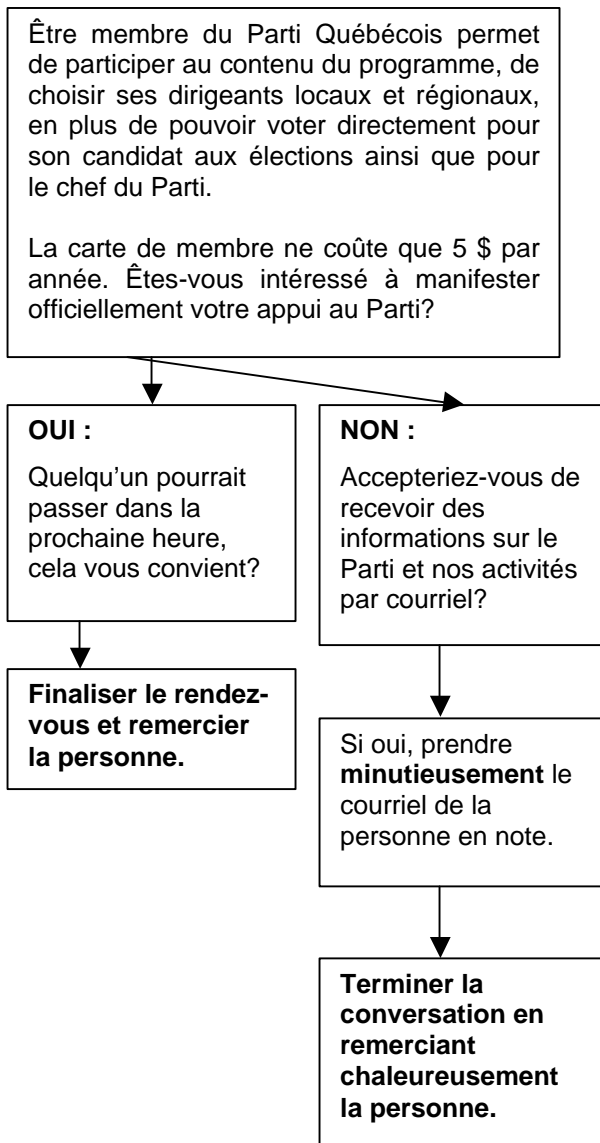 Être membre du Parti Québécois permet
de participer au contenu du programme, de
choisir ses dirigeants locaux et régionaux,
en plus de pouvoir voter directement pour
son candidat aux élections ainsi que pour
le chef du Parti.
La carte de membre ne coûte que 5 $ par
année. Êtes-vous intéressé à manifester
officiellement votre appui au Parti?
OUI :
Quelqu’un pourrait
passer dans la
prochaine heure,
cela vous convient?
Finaliser le rendez-
vous et remercier
la personne.
NON :
Accepteriez-vous de
recevoir des
informations sur le
Parti et nos activités
par courriel?
Si oui, prendre
minutieusement le
courriel de la
personne en note.
Terminer la
conversation en
remerciant
chaleureusement
la personne.